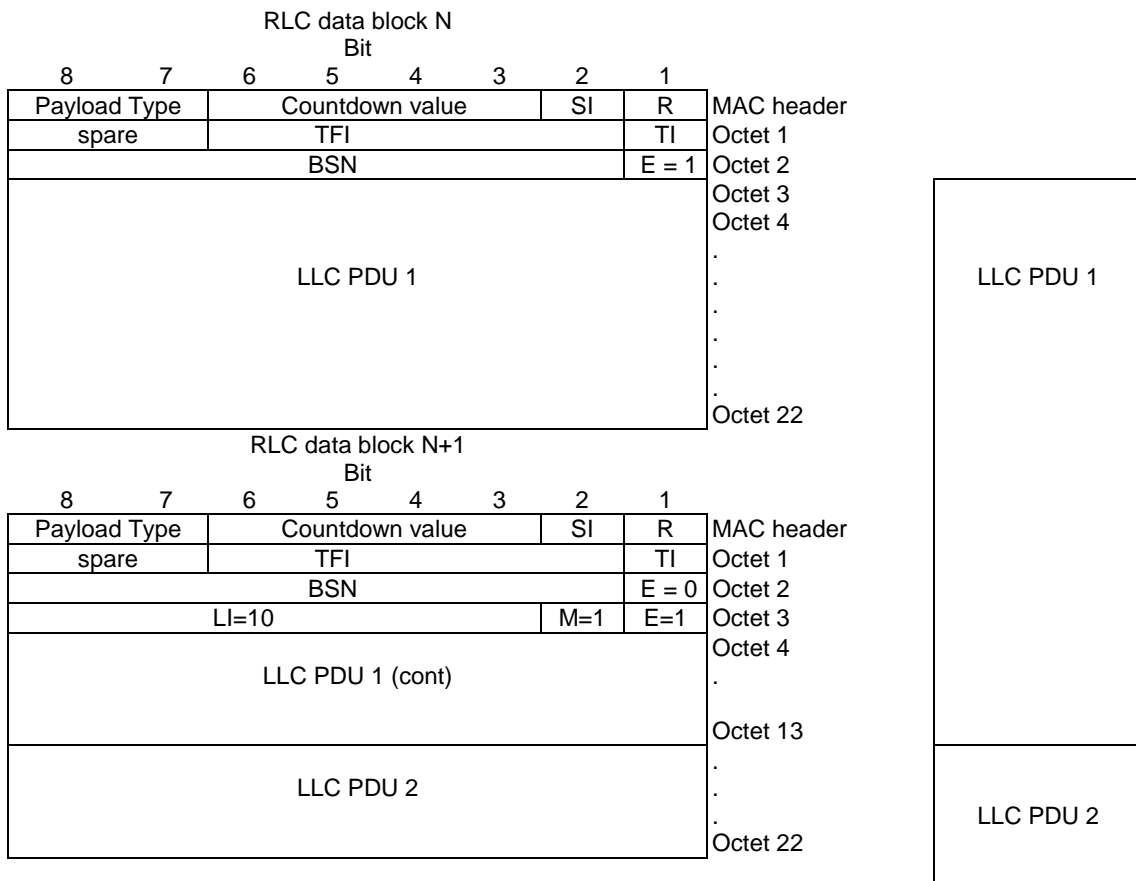 RLC data block N
Bit
8 7 6 5 4 3 2 1
Payload Type Countdown value SI R MAC header
spare TFI TI Octet 1
BSN E = 1 Octet 2
Octet 3
Octet 4
.
LLC PDU 1 . LLC PDU 1
.
.
.
.
Octet 22
RLC data block N+1
Bit
8 7 6 5 4 3 2 1
Payload Type Countdown value SI R MAC header
spare TFI TI Octet 1
BSN E = 0 Octet 2
LI=10 M=1 E=1 Octet 3
Octet 4
LLC PDU 1 (cont) .
Octet 13
.
LLC PDU 2 .
. LLC PDU 2
Octet 22